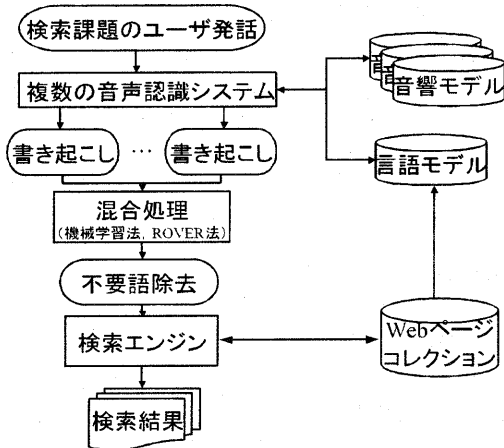 検索課題のユーザ発話
複数の音声認識システム
書き起こし
…
書き起こし
混合処理
(機械学習法, ROVER法)
不要語除去
検索エンジン
検索結果
音
音
音響モデル
言語モデル
Webページ
コレクション